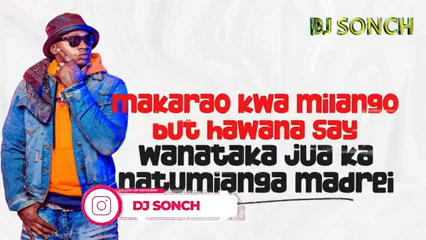 DJ SONCH
MAKARAO KWA MILANGO
BUT HAWANA SAY
WANATAKA JUA KA
NATUMIANGA MADREI
DJ SONCH